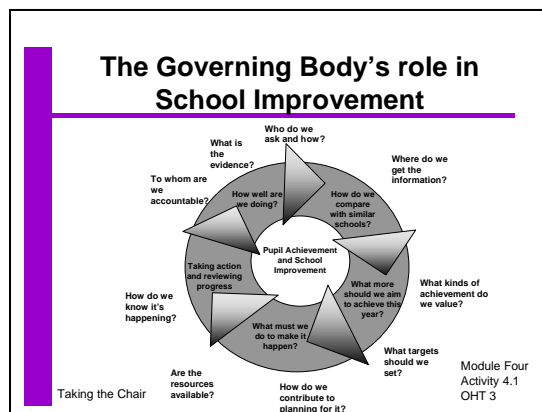 The Governing Body's role in
School Improvement
Who do we
ask and how?
What is
the
evidence?
To whom are
we
accountable?
Where do we
get the
information?
How well are
we doing?
How do we
compare
with similar
schools?
Pupil Achievement
and School
Improvement
Taking action
and reviewing
progress
What more
should we aim
to achieve this
year?
What kinds of
achievement do
we value?
How do we
know it's
happening?
What must we
do to make it
happen?
What targets
should we
set?
Are the
resources
available?
How do we
contribute to
planning for it?
Taking the Chair
Module Four
Activity 4.1
OHT 3